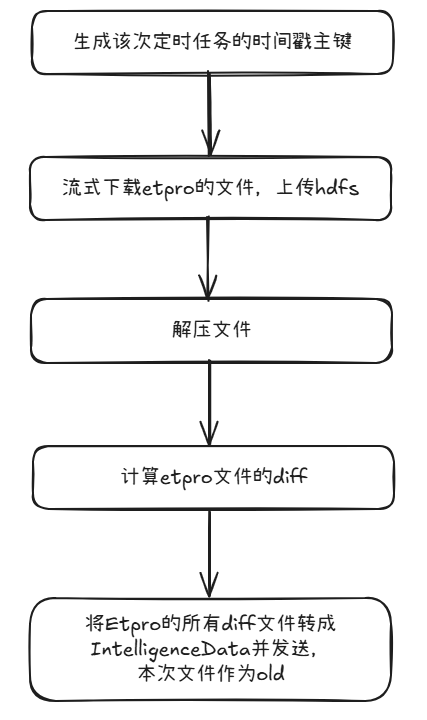 生成该次定时任务的时间戳主键
流式下载etpro的文件，上传hdfs
解压文件
计算etpro文件的diff
将Etpro的所有diff文件转成
IntelligenceData并发送，
本次文件作为old